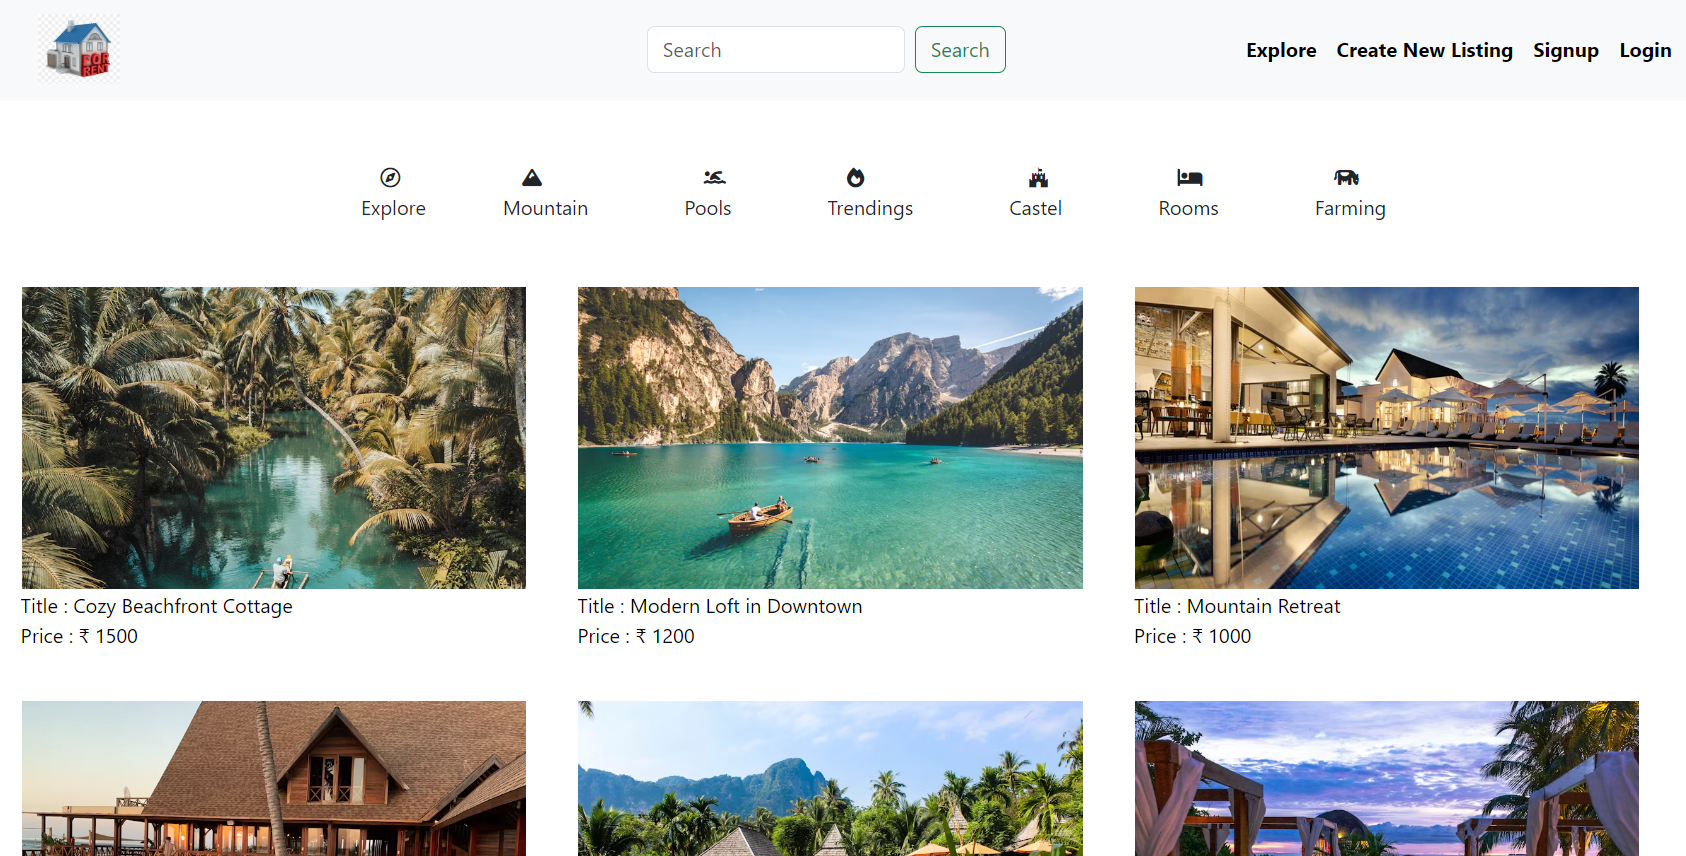 FOR
RENT
Search
Search
Explore
Create New Listing
Signup
Login
Explore
Mountain
Pools
Trendings
Castel
Rooms
Farming
Title : Cozy Beachfront Cottage
Price : ₹ 1500
Title : Modern Loft in Downtown
Price : ₹ 1200
Title : Mountain Retreat
Price : ₹ 1000